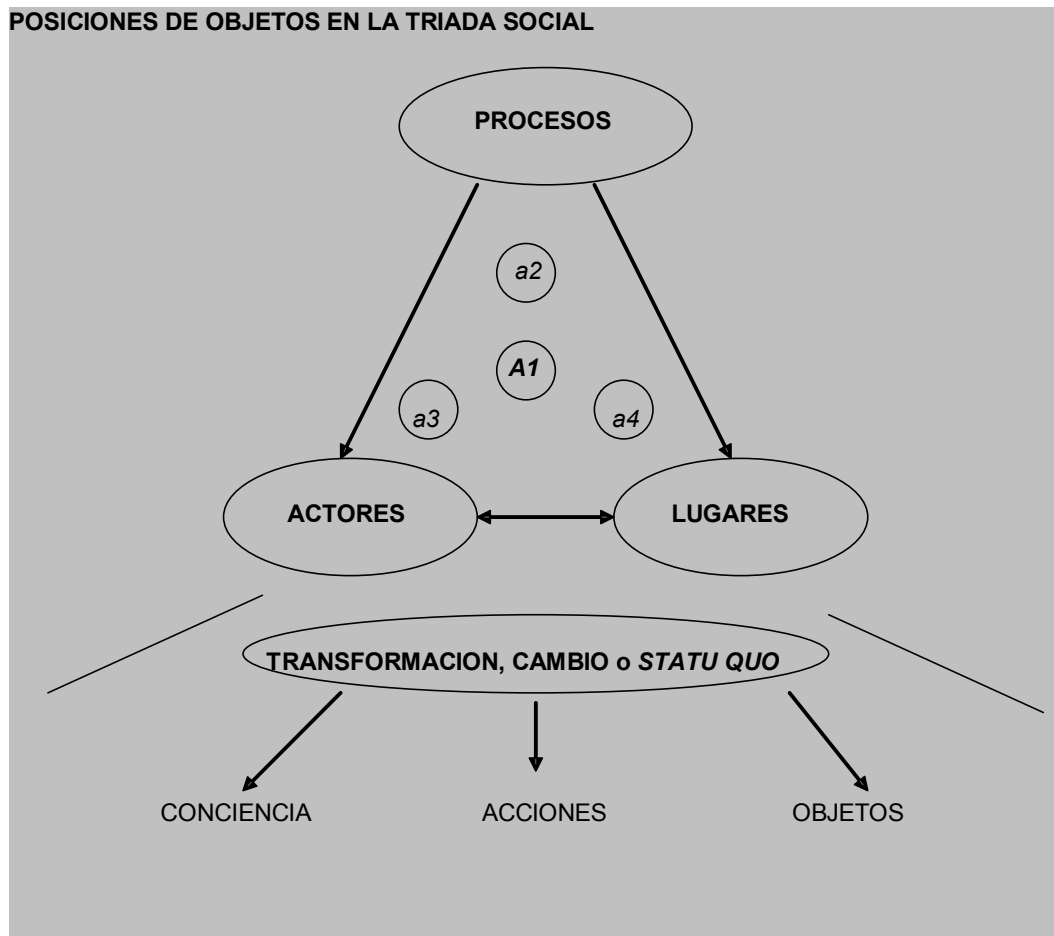 POSICIONES DE OBJETOS EN LA TRIADA SOCIAL
PROCESOS
a2
A1
a3
a4
ACTORES
LUGARES
TRANSFORMACION, CAMBIO o STATU QUO
CONCIENCIA
ACCIONES
OBJETOS